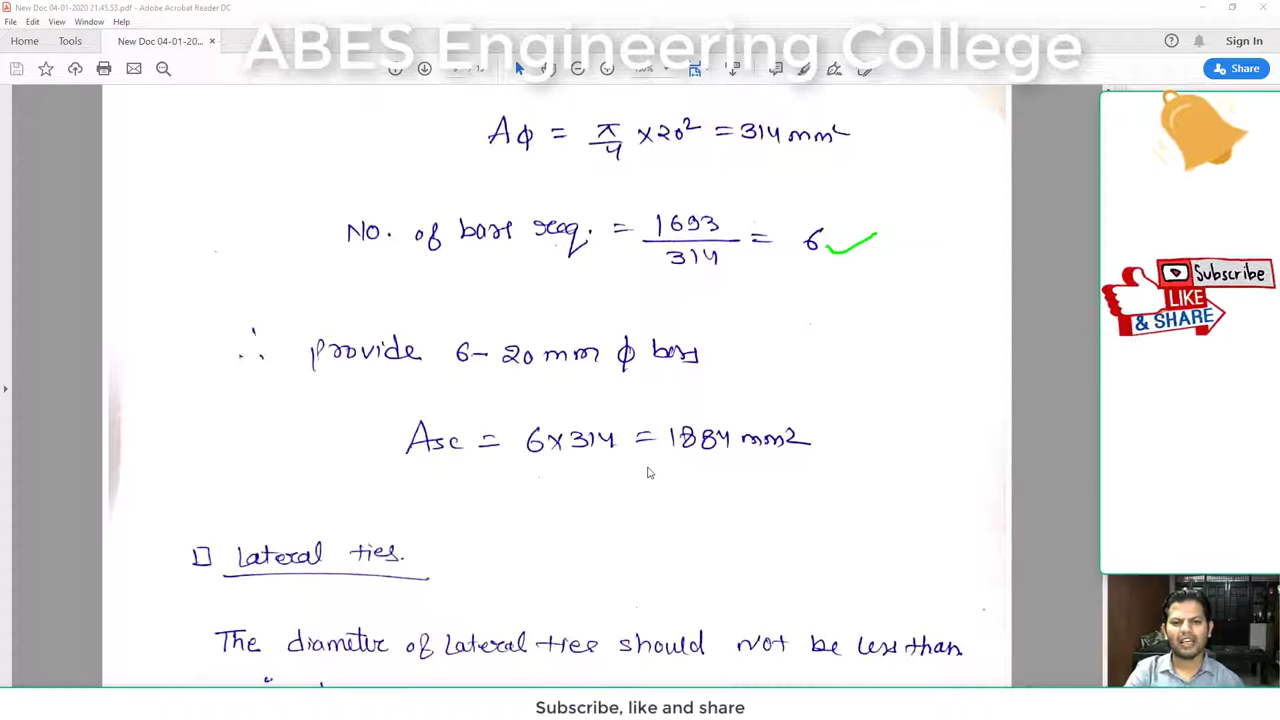 New Doc 04-01-2020 21.45.53.pdf - Adobe Acrobat Reader DC
File Edit View Window Help
Home Tools New Doc 04-01-20... ×
Sign In
ABES Engineering College
Share
Aϕ = π/4 ×20² = 314 mm²
No. of bars req. = 1693/314 = 6 ✓
∴ provide 6- 20 mm ϕ bars
Asc = 6×314 = 1884 mm2
□ Lateral ties.
The diameter of lateral ties should not be less than
Subscribe
LIKE
& SHARE
Subscribe, like and share